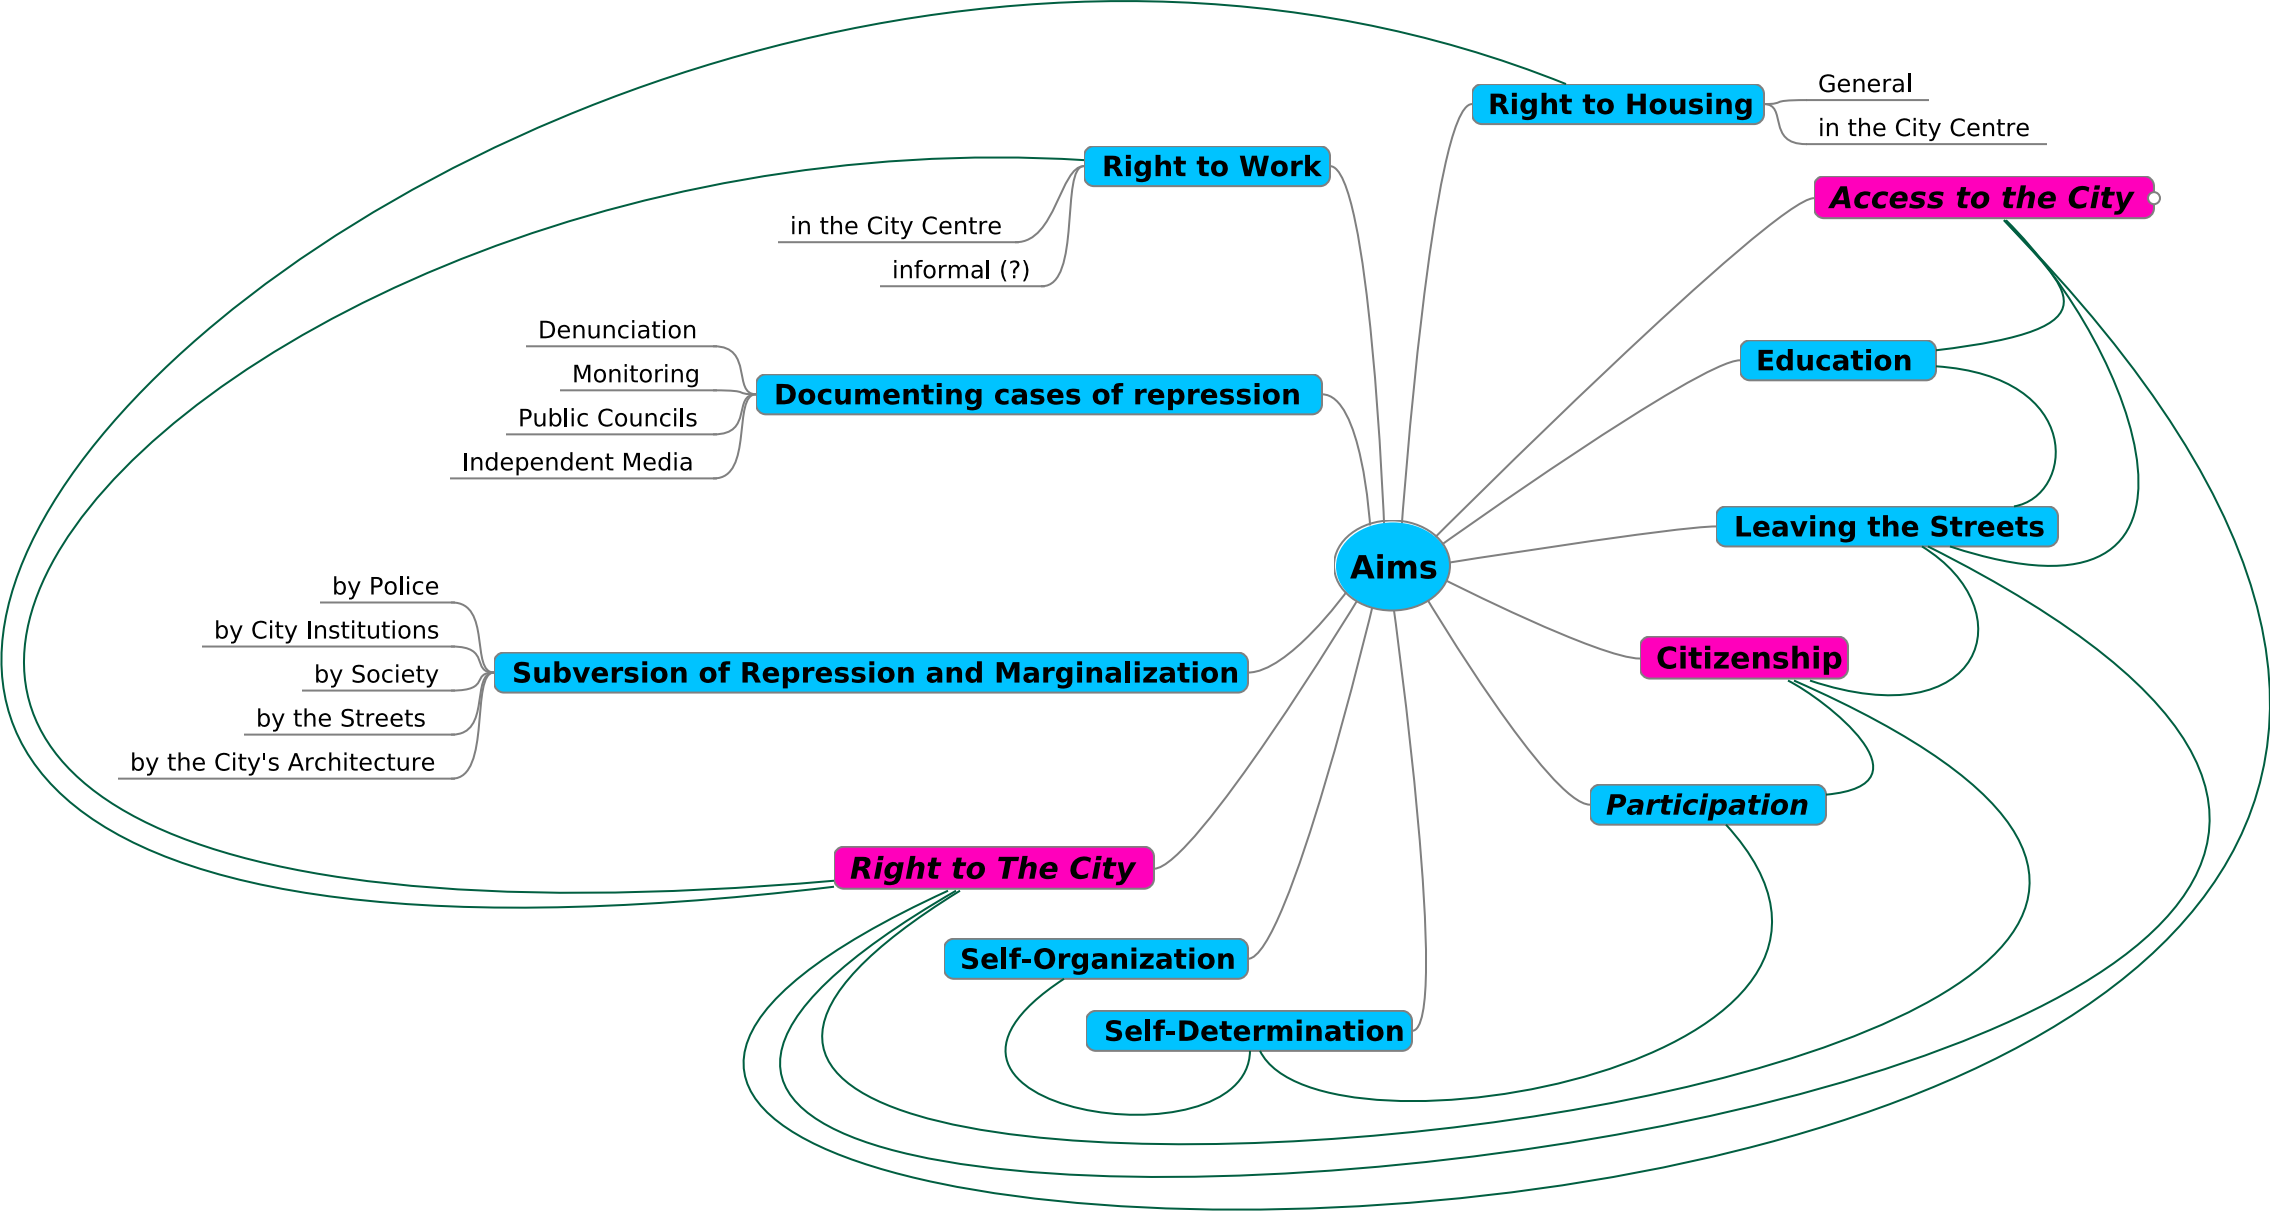 Aims
Right to Housing
General
in the City Centre
Access to the City
Education
Leaving the Streets
Citizenship
Participation
Right to Work
in the City Centre
informal (?)
Documenting cases of repression
Denunciation
Monitoring
Public Councils
Independent Media
Subversion of Repression and Marginalization
by Police
by City Institutions
by Society
by the Streets
by the City's Architecture
Right to The City
Self-Organization
Self-Determination